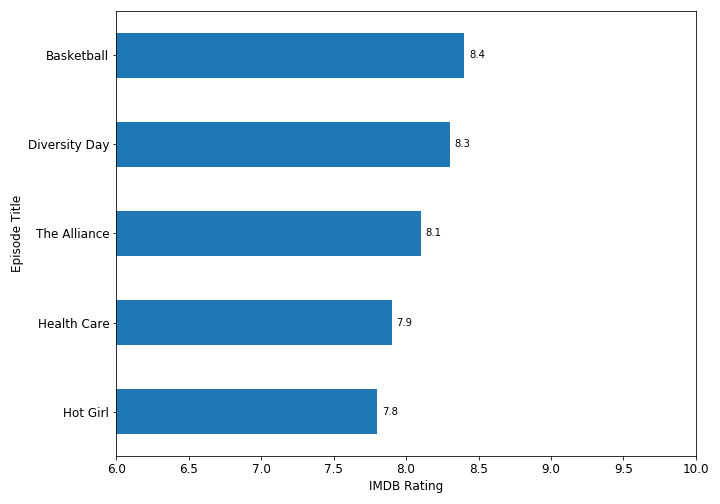 Basketball
8.4
Diversity Day
8.3
The Alliance
8.1
Health Care
7.9
Hot Girl
7.8
Episode Title
6.0 6.5 7.0 7.5 8.0 8.5 9.0 9.5 10.0
IMDB Rating